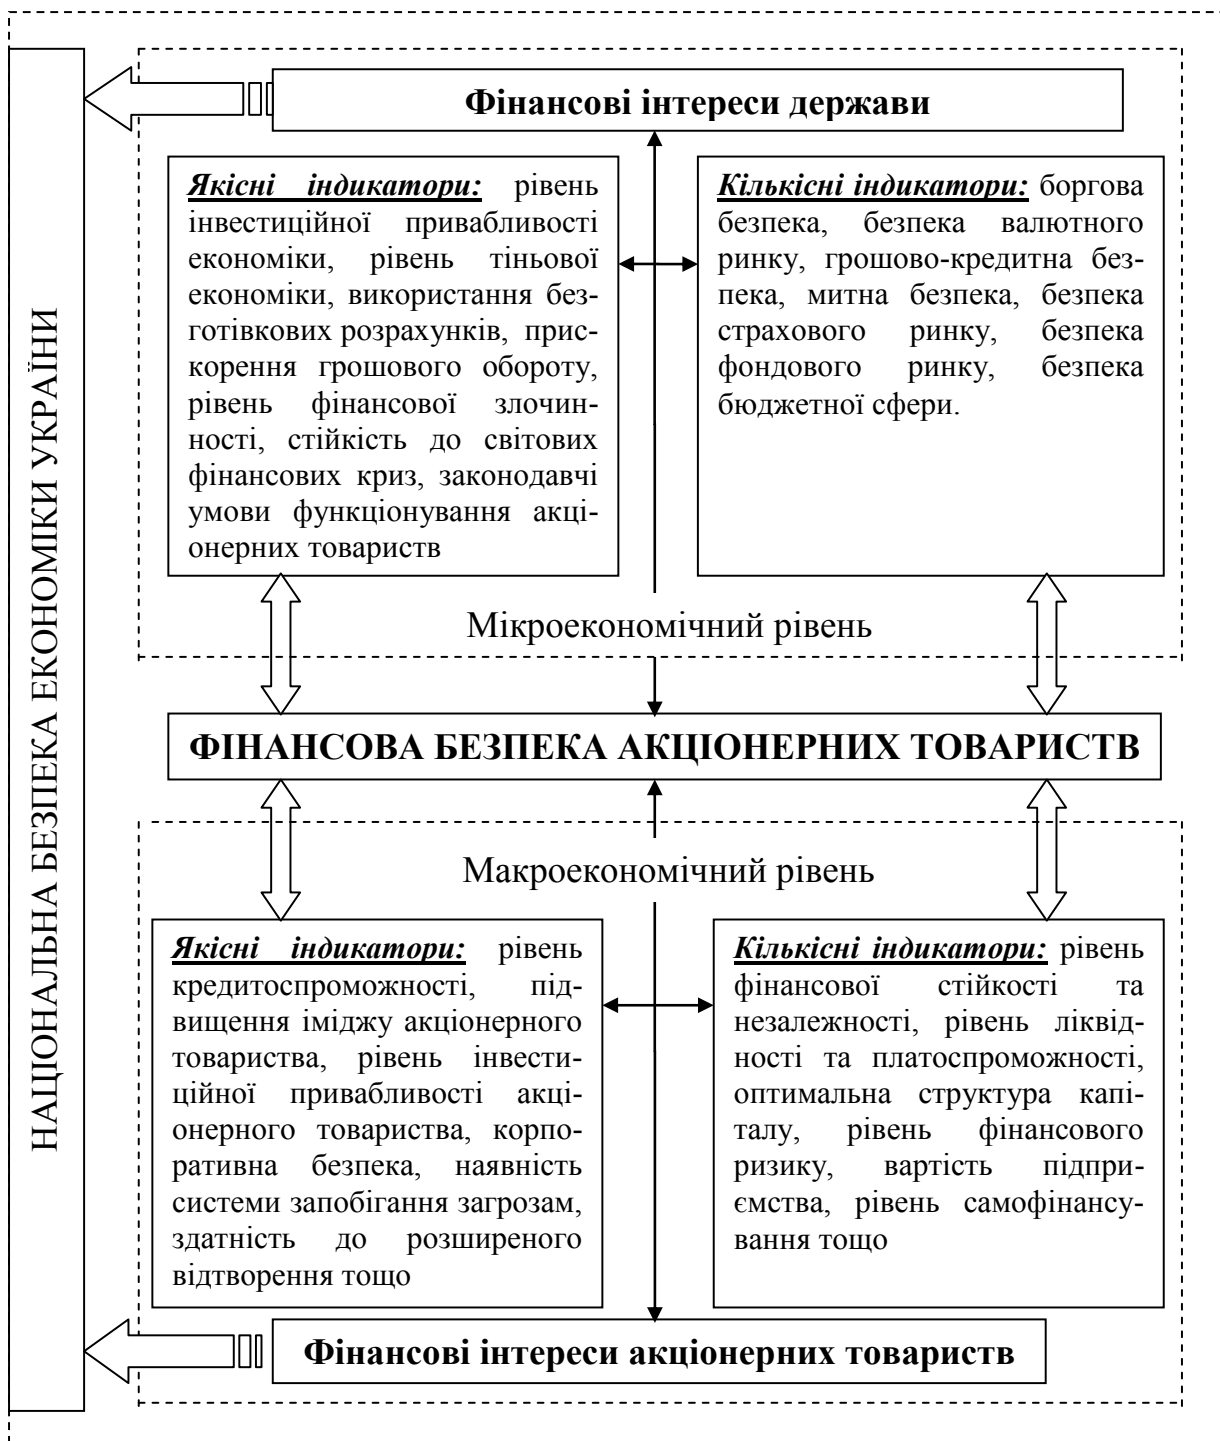 НАЦІОНАЛЬНА БЕЗПЕКА ЕКОНОМІКИ УКРАЇНИ
Фінансові інтереси держави
Якісні індикатори: рівень
інвестиційної привабливості
економіки, рівень тіньової
економіки, використання без-
готівкових розрахунків, прис-
корення грошового обороту,
рівень фінансової злочин-
ності, стійкість до світових
фінансових криз, законодавчі
умови функціонування акці-
онерних товариств
Кількісні індикатори: боргова
безпека, безпека валютного
ринку, грошово-кредитна без-
пека, митна безпека, безпека
страхового ринку, безпека
фондового ринку, безпека
бюджетної сфери.
Мікроекономічний рівень
ФІНАНСОВА БЕЗПЕКА АКЦІОНЕРНИХ ТОВАРИСТВ
Макроекономічний рівень
Якісні індикатори: рівень
кредитоспроможності, під-
вищення іміджу акціонерного
товариства, рівень інвести-
ційної привабливості акці-
онерного товариства, корпо-
ративна безпека, наявність
системи запобігання загрозам,
здатність до розширеного
відтворення тощо
Кількісні індикатори: рівень
фінансової стійкості та
незалежності, рівень ліквід-
ності та платоспроможності,
оптимальна структура капі-
талу, рівень фінансового
ризику, вартість підпри-
ємства, рівень самофінансу-
вання тощо
Фінансові інтереси акціонерних товариств